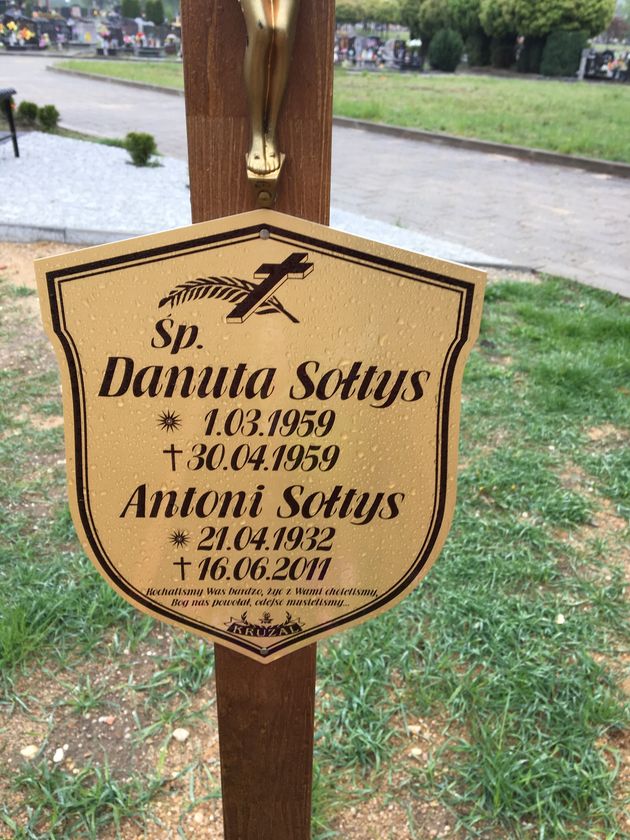 Śp.
Danuta Sołtys
1.03.1959
30.04.1959
Antoni Sołtys
21.04.1932
16.06.2011
Kochaliśmy Was bardzo, żyć z Wami chcieliśmy,
Bóg nas powołał, odejść musieliśmy...
KRUŻAL